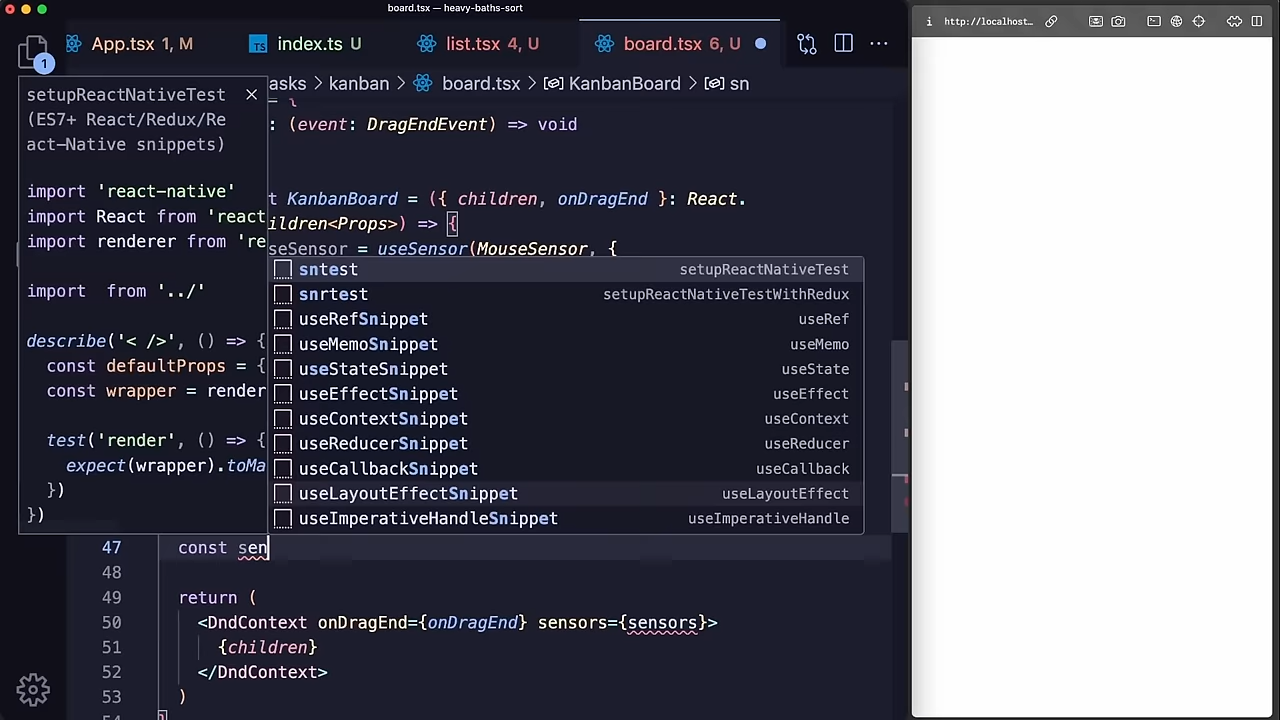 board.tsx — heavy-baths-sort
App.tsx 1, M
TS index.ts U
list.tsx 4, U
board.tsx 6, U
http://localhost…
1
asks > kanban > board.tsx > KanbanBoard > sn
setupReactNativeTest
(ES7+ React/Redux/Re
act-Native snippets)
import 'react-native'
import React from 'react
import renderer from 're
import  from '../'
describe('< />', () => {
const defaultProps = {
const wrapper = render
test('render', () => {
expect(wrapper).toMa
})
})
= {
: (event: DragEndEvent) => void
t KanbanBoard = ({ children, onDragEnd }: React.
ildren<Props>) => {
seSensor = useSensor(MouseSensor, {
sntest setupReactNativeTest
snrtest setupReactNativeTestWithRedux
useRefSnippet useRef
useMemoSnippet useMemo
useStateSnippet useState
useEffectSnippet useEffect
useContextSnippet useContext
useReducerSnippet useReducer
useCallbackSnippet useCallback
useLayoutEffectSnippet useLayoutEffect
useImperativeHandleSnippet useImperativeHandle
47 const sen
48
49 return (
50 <DndContext onDragEnd={onDragEnd} sensors={sensors}>
51 {children}
52 </DndContext>
53 )
54 }